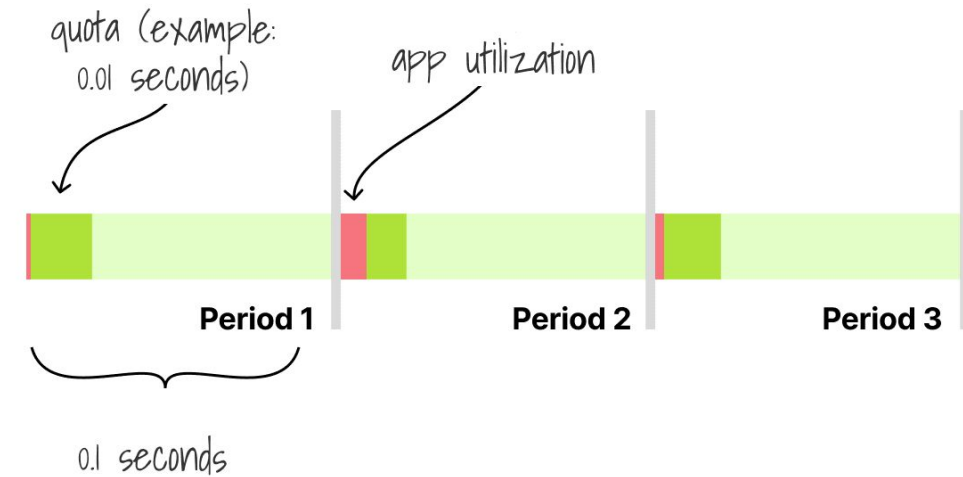 quota (example:
0.01 seconds)
app utilization
Period 1
Period 2
Period 3
0.1 seconds